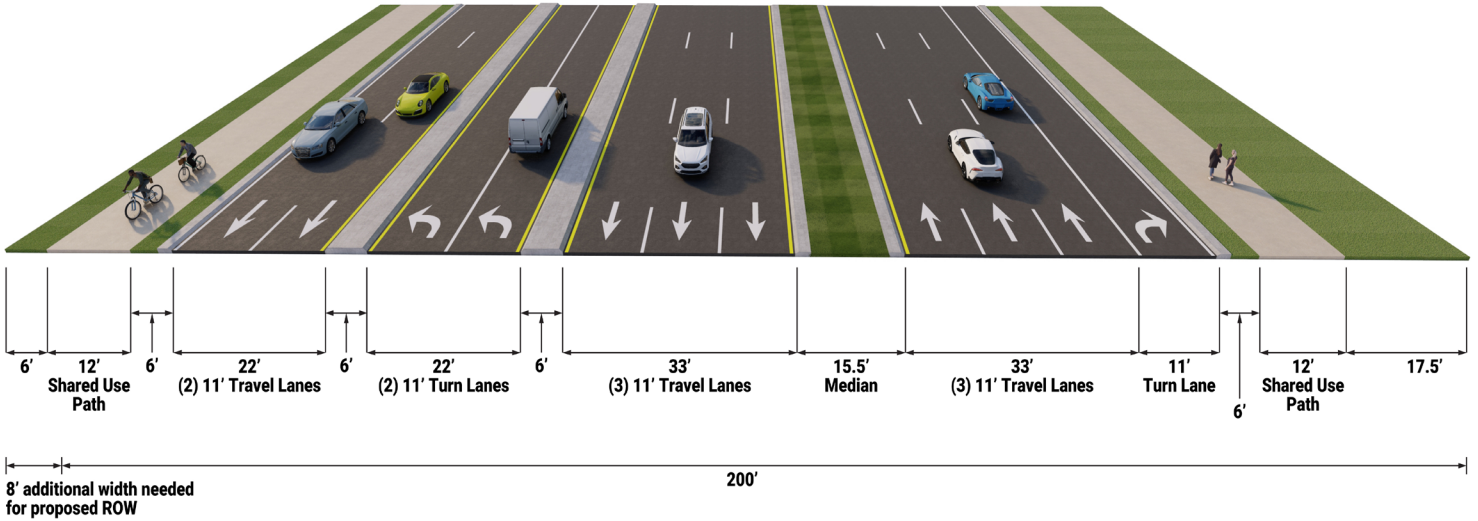 6’
12’
Shared Use
Path
6’
22’
(2) 11’ Travel Lanes
6’
22’
(2) 11’ Turn Lanes
6’
33’
(3) 11’ Travel Lanes
15.5’
Median
33’
(3) 11’ Travel Lanes
11’
Turn Lane
6’
12’
Shared Use
Path
17.5’
200’
8’ additional width needed
for proposed ROW